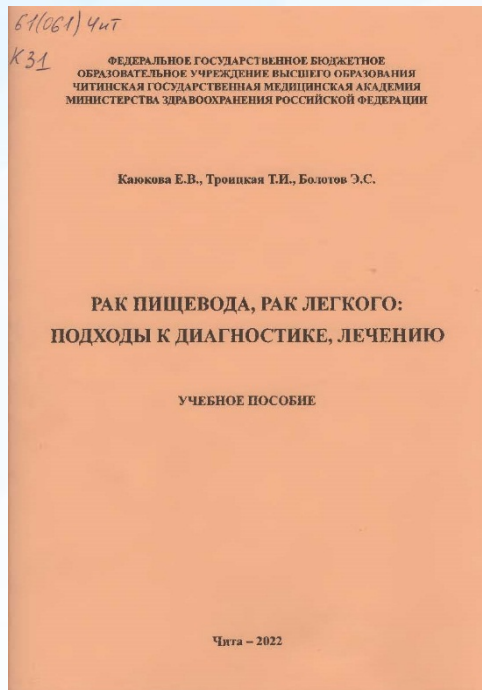 61(061) Чит
К31
ФЕДЕРАЛЬНОЕ ГОСУДАРСТВЕННОЕ БЮДЖЕТНОЕ
ОБРАЗОВАТЕЛЬНОЕ УЧРЕЖДЕНИЕ ВЫСШЕГО ОБРАЗОВАНИЯ
ЧИТИНСКАЯ ГОСУДАРСТВЕННАЯ МЕДИЦИНСКАЯ АКАДЕМИЯ
МИНИСТЕРСТВА ЗДРАВООХРАНЕНИЯ РОССИЙСКОЙ ФЕДЕРАЦИИ
Каюкова Е.В., Троицкая Т.И., Болотов Э.С.
РАК ПИЩЕВОДА, РАК ЛЕГКОГО:
ПОДХОДЫ К ДИАГНОСТИКЕ, ЛЕЧЕНИЮ
УЧЕБНОЕ ПОСОБИЕ
Чита – 2022